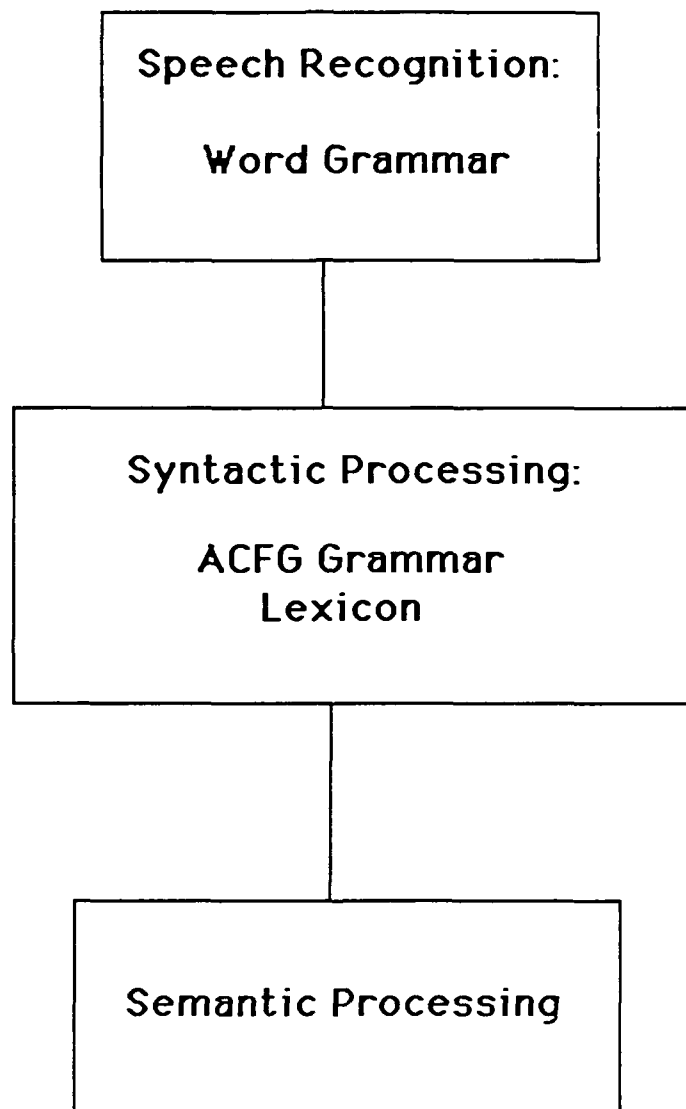 Speech Recognition:
Word Grammar
Syntactic Processing:
ACFG Grammar
Lexicon
Semantic Processing